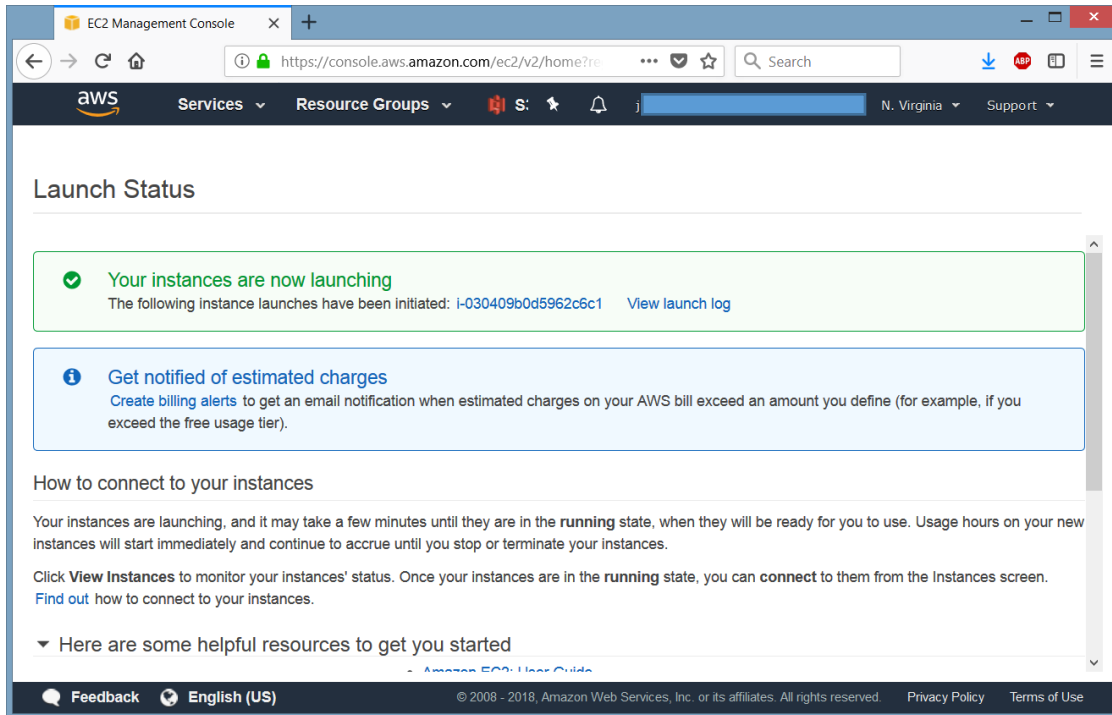 EC2 Management Console
https://console.aws.amazon.com/ec2/v2/home?re
Search
ABP
aws Services Resource Groups S: j N. Virginia Support
Launch Status
Your instances are now launching
The following instance launches have been initiated: i-030409b0d5962c6c1 View launch log
Get notified of estimated charges
Create billing alerts to get an email notification when estimated charges on your AWS bill exceed an amount you define (for example, if you
exceed the free usage tier).
How to connect to your instances
Your instances are launching, and it may take a few minutes until they are in the running state, when they will be ready for you to use. Usage hours on your new
instances will start immediately and continue to accrue until you stop or terminate your instances.
Click View Instances to monitor your instances' status. Once your instances are in the running state, you can connect to them from the Instances screen.
Find out how to connect to your instances.
Here are some helpful resources to get you started
• Amazon EC2: User Guide
Feedback English (US) © 2008 - 2018, Amazon Web Services, Inc. or its affiliates. All rights reserved. Privacy Policy Terms of Use